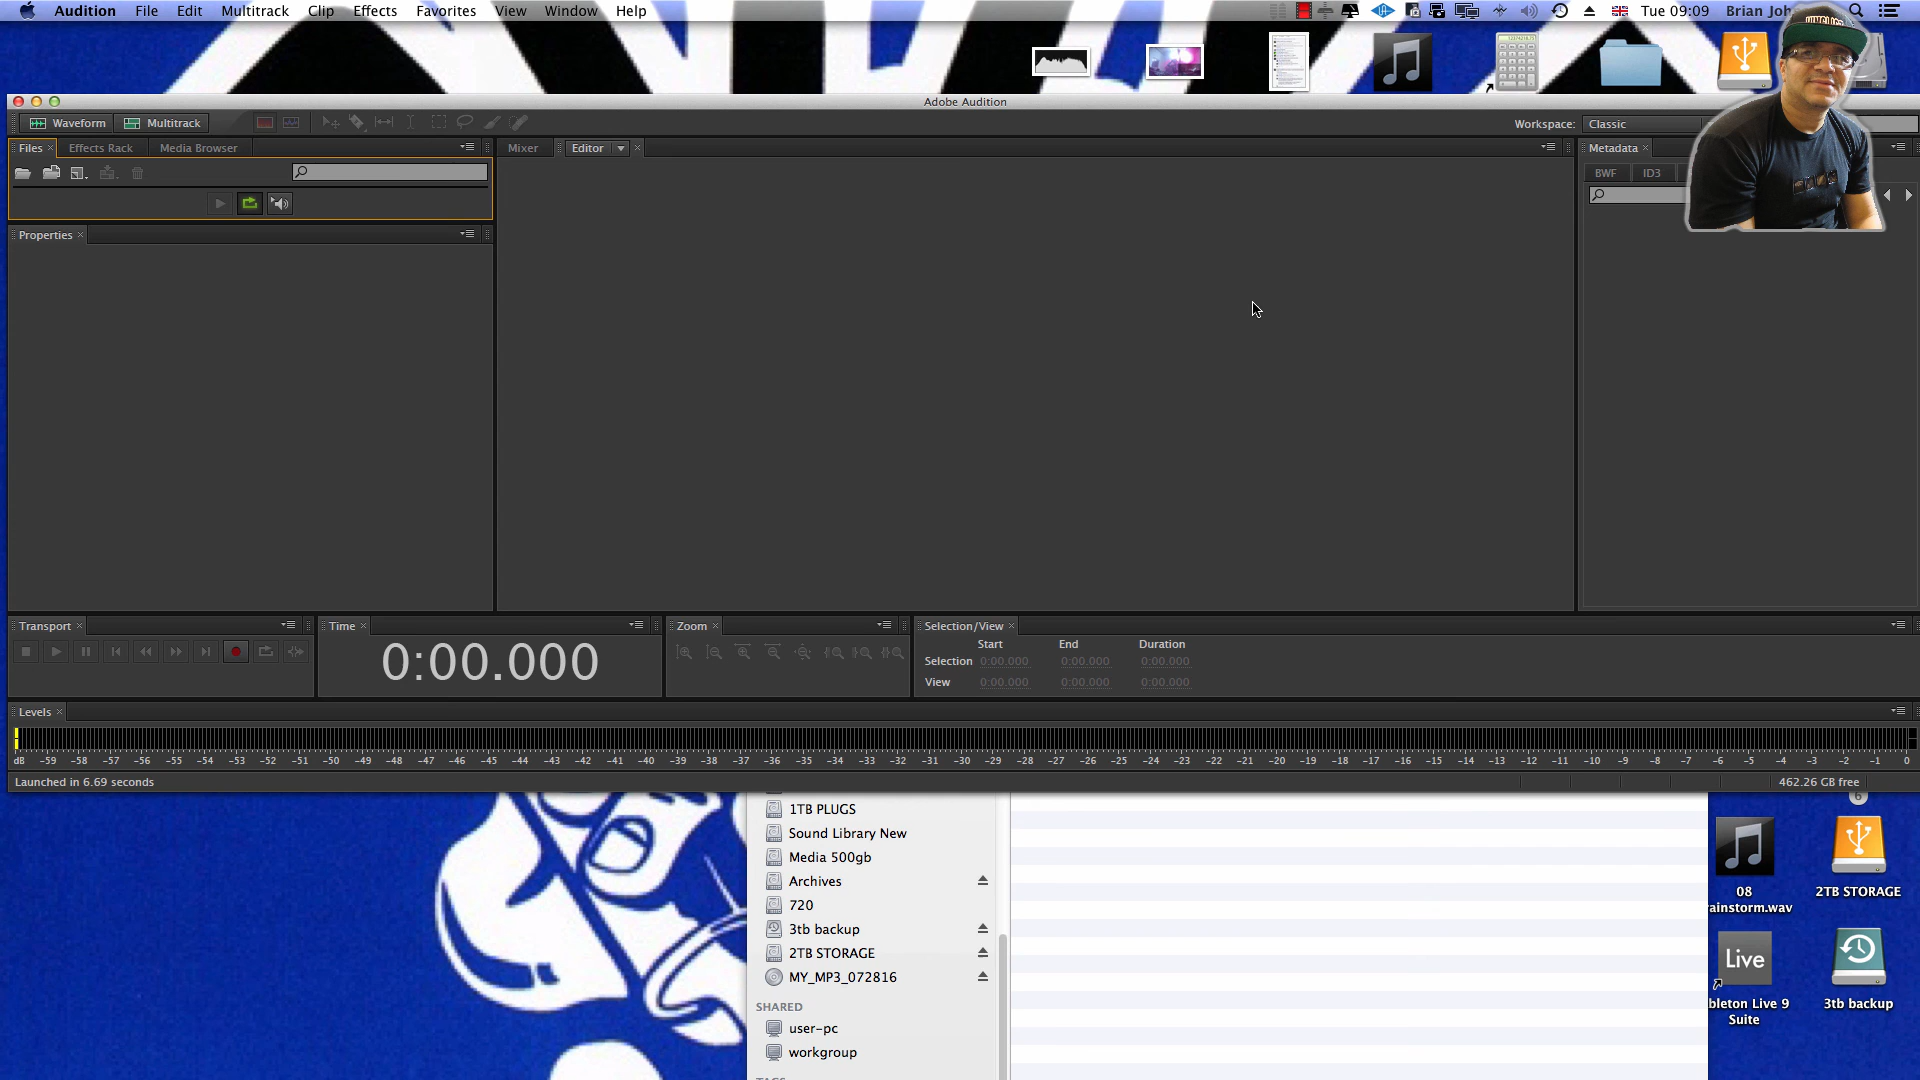 Audition File Edit Multitrack Clip Effects Favorites View Window Help Tue 09:09 Brian Joh
Adobe Audition
Waveform Multitrack Workspace: Classic
Files Effects Rack Media Browser Mixer Editor Metadata
BWF ID3
Properties
Transport Time Zoom Selection/View
Start End Duration
0:00.000
Selection 0:00.000 0:00.000 0:00.000
View 0:00.000 0:00.000 0:00.000
Levels
dB -59 -58 -57 -56 -55 -54 -53 -52 -51 -50 -49 -48 -47 -46 -45 -44 -43 -42 -41 -40 -39 -38 -37 -36 -35 -34 -33 -32 -31 -30 -29 -28 -27 -26 -25 -24 -23 -22 -21 -20 -19 -18 -17 -16 -15 -14 -13 -12 -11 -10 -9 -8 -7 -6 -5 -4 -3 -2 -1 0
Launched in 6.69 seconds 462.26 GB free
1TB PLUGS
Sound Library New
Media 500gb
Archives
720
3tb backup
2TB STORAGE
MY_MP3_072816
SHARED
user-pc
workgroup
08
ainstorm.wav
2TB STORAGE
Live
bleton Live 9
Suite
3tb backup